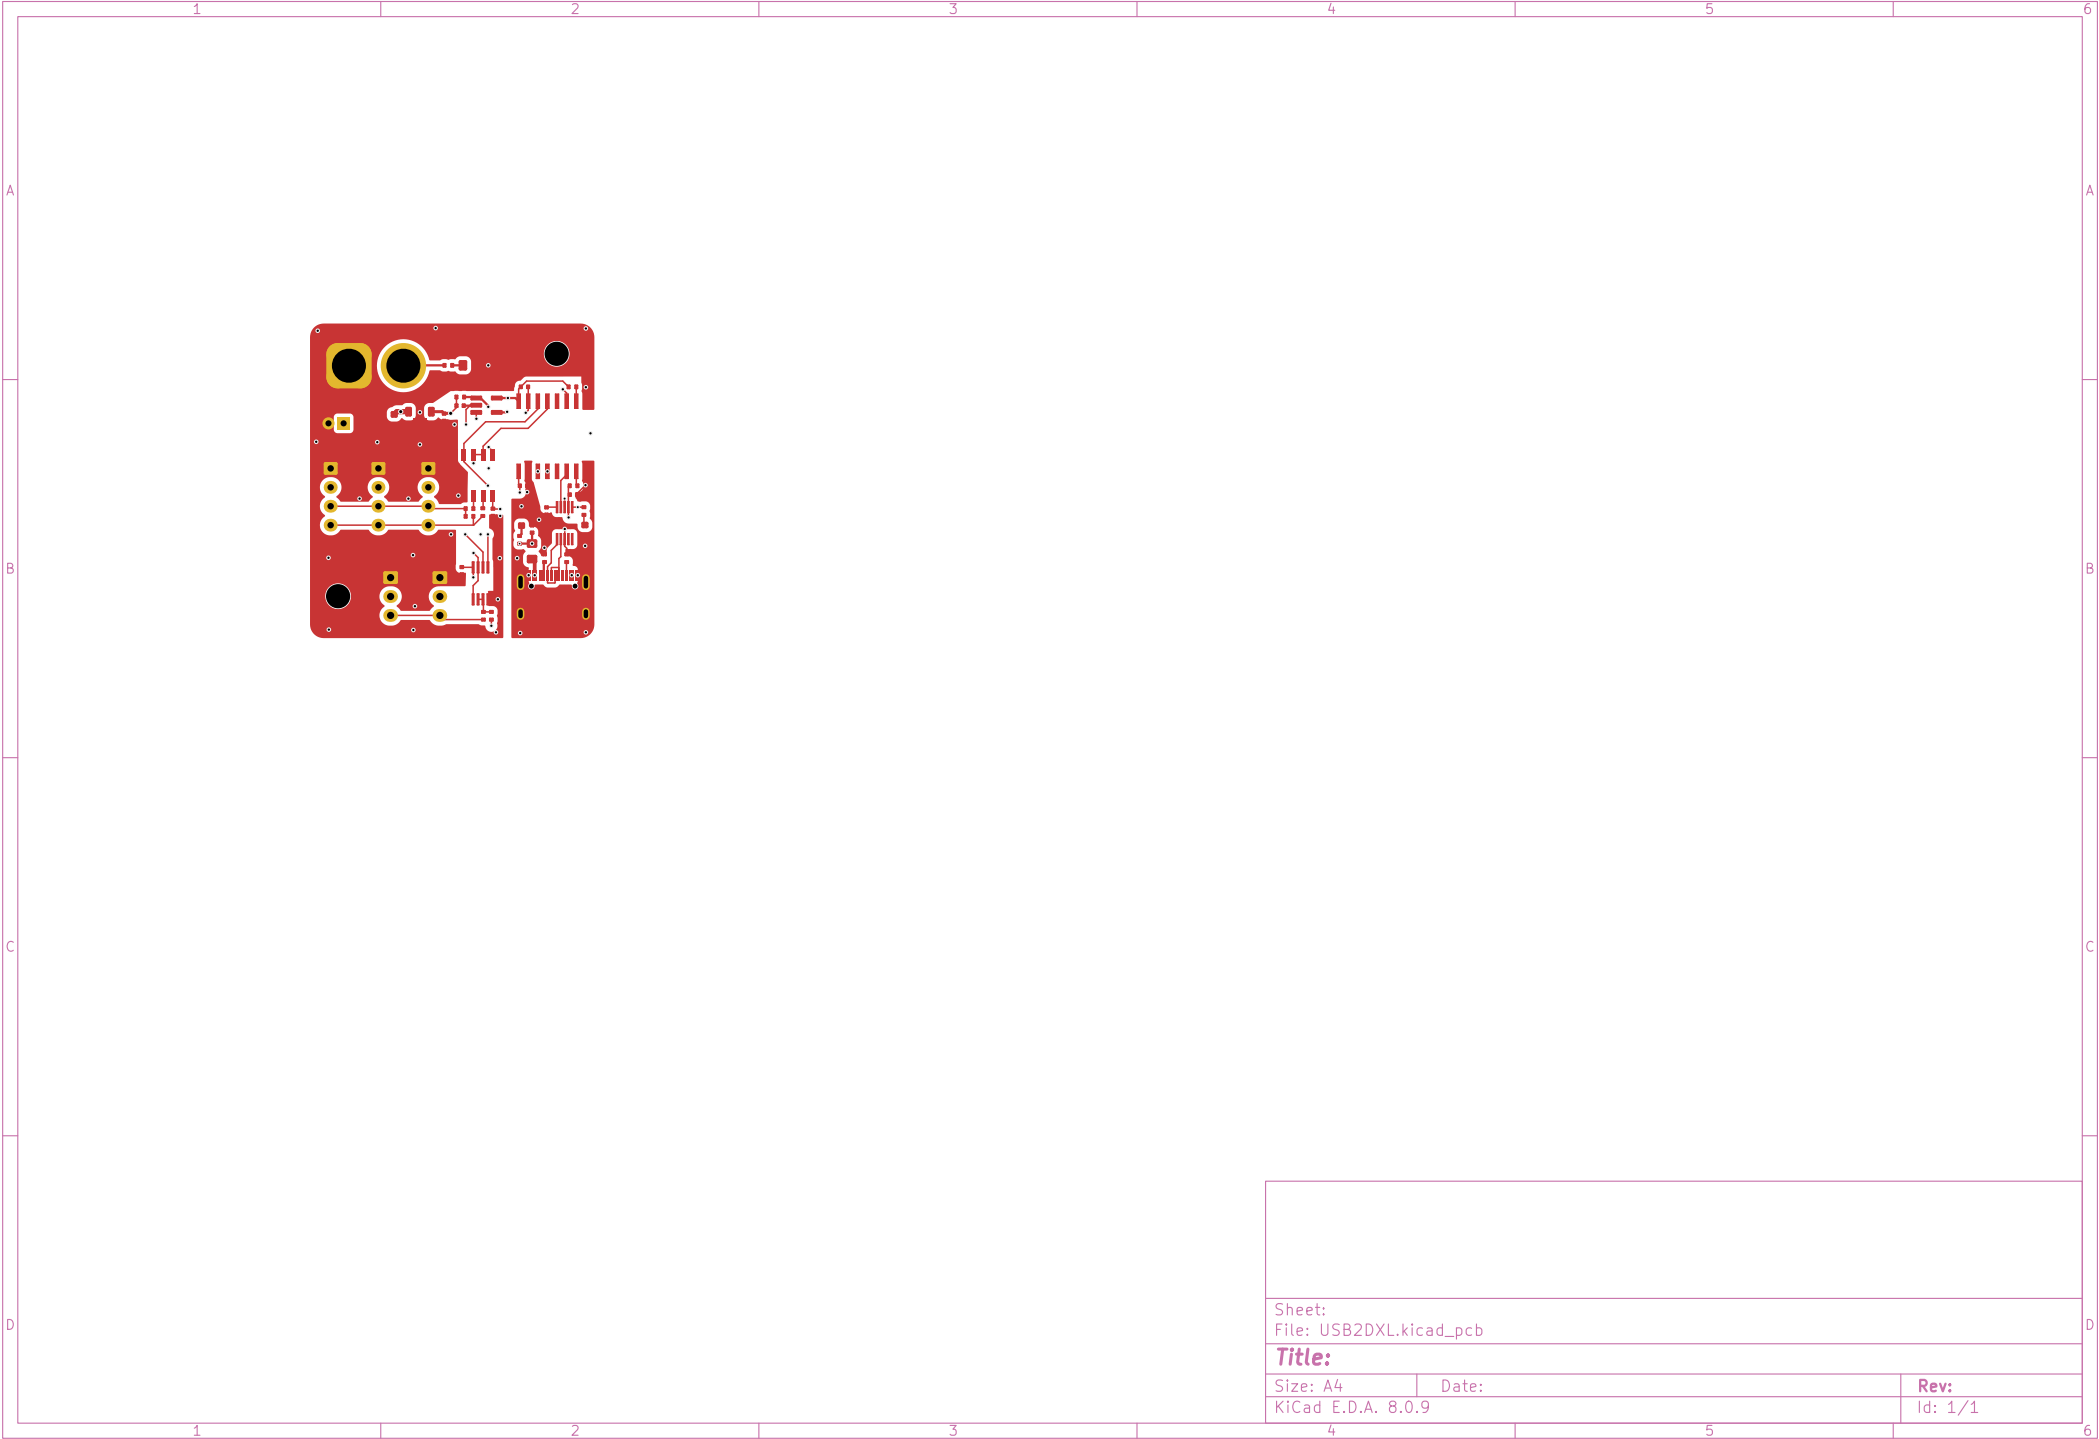 1 2 3 4 5 6
A A
B B
C C
D D
Sheet:
File: USB2DXL.kicad_pcb
Title:
Size: A4 Date: Rev:
KiCad E.D.A. 8.0.9 Id: 1/1
1 2 3 4 5 6